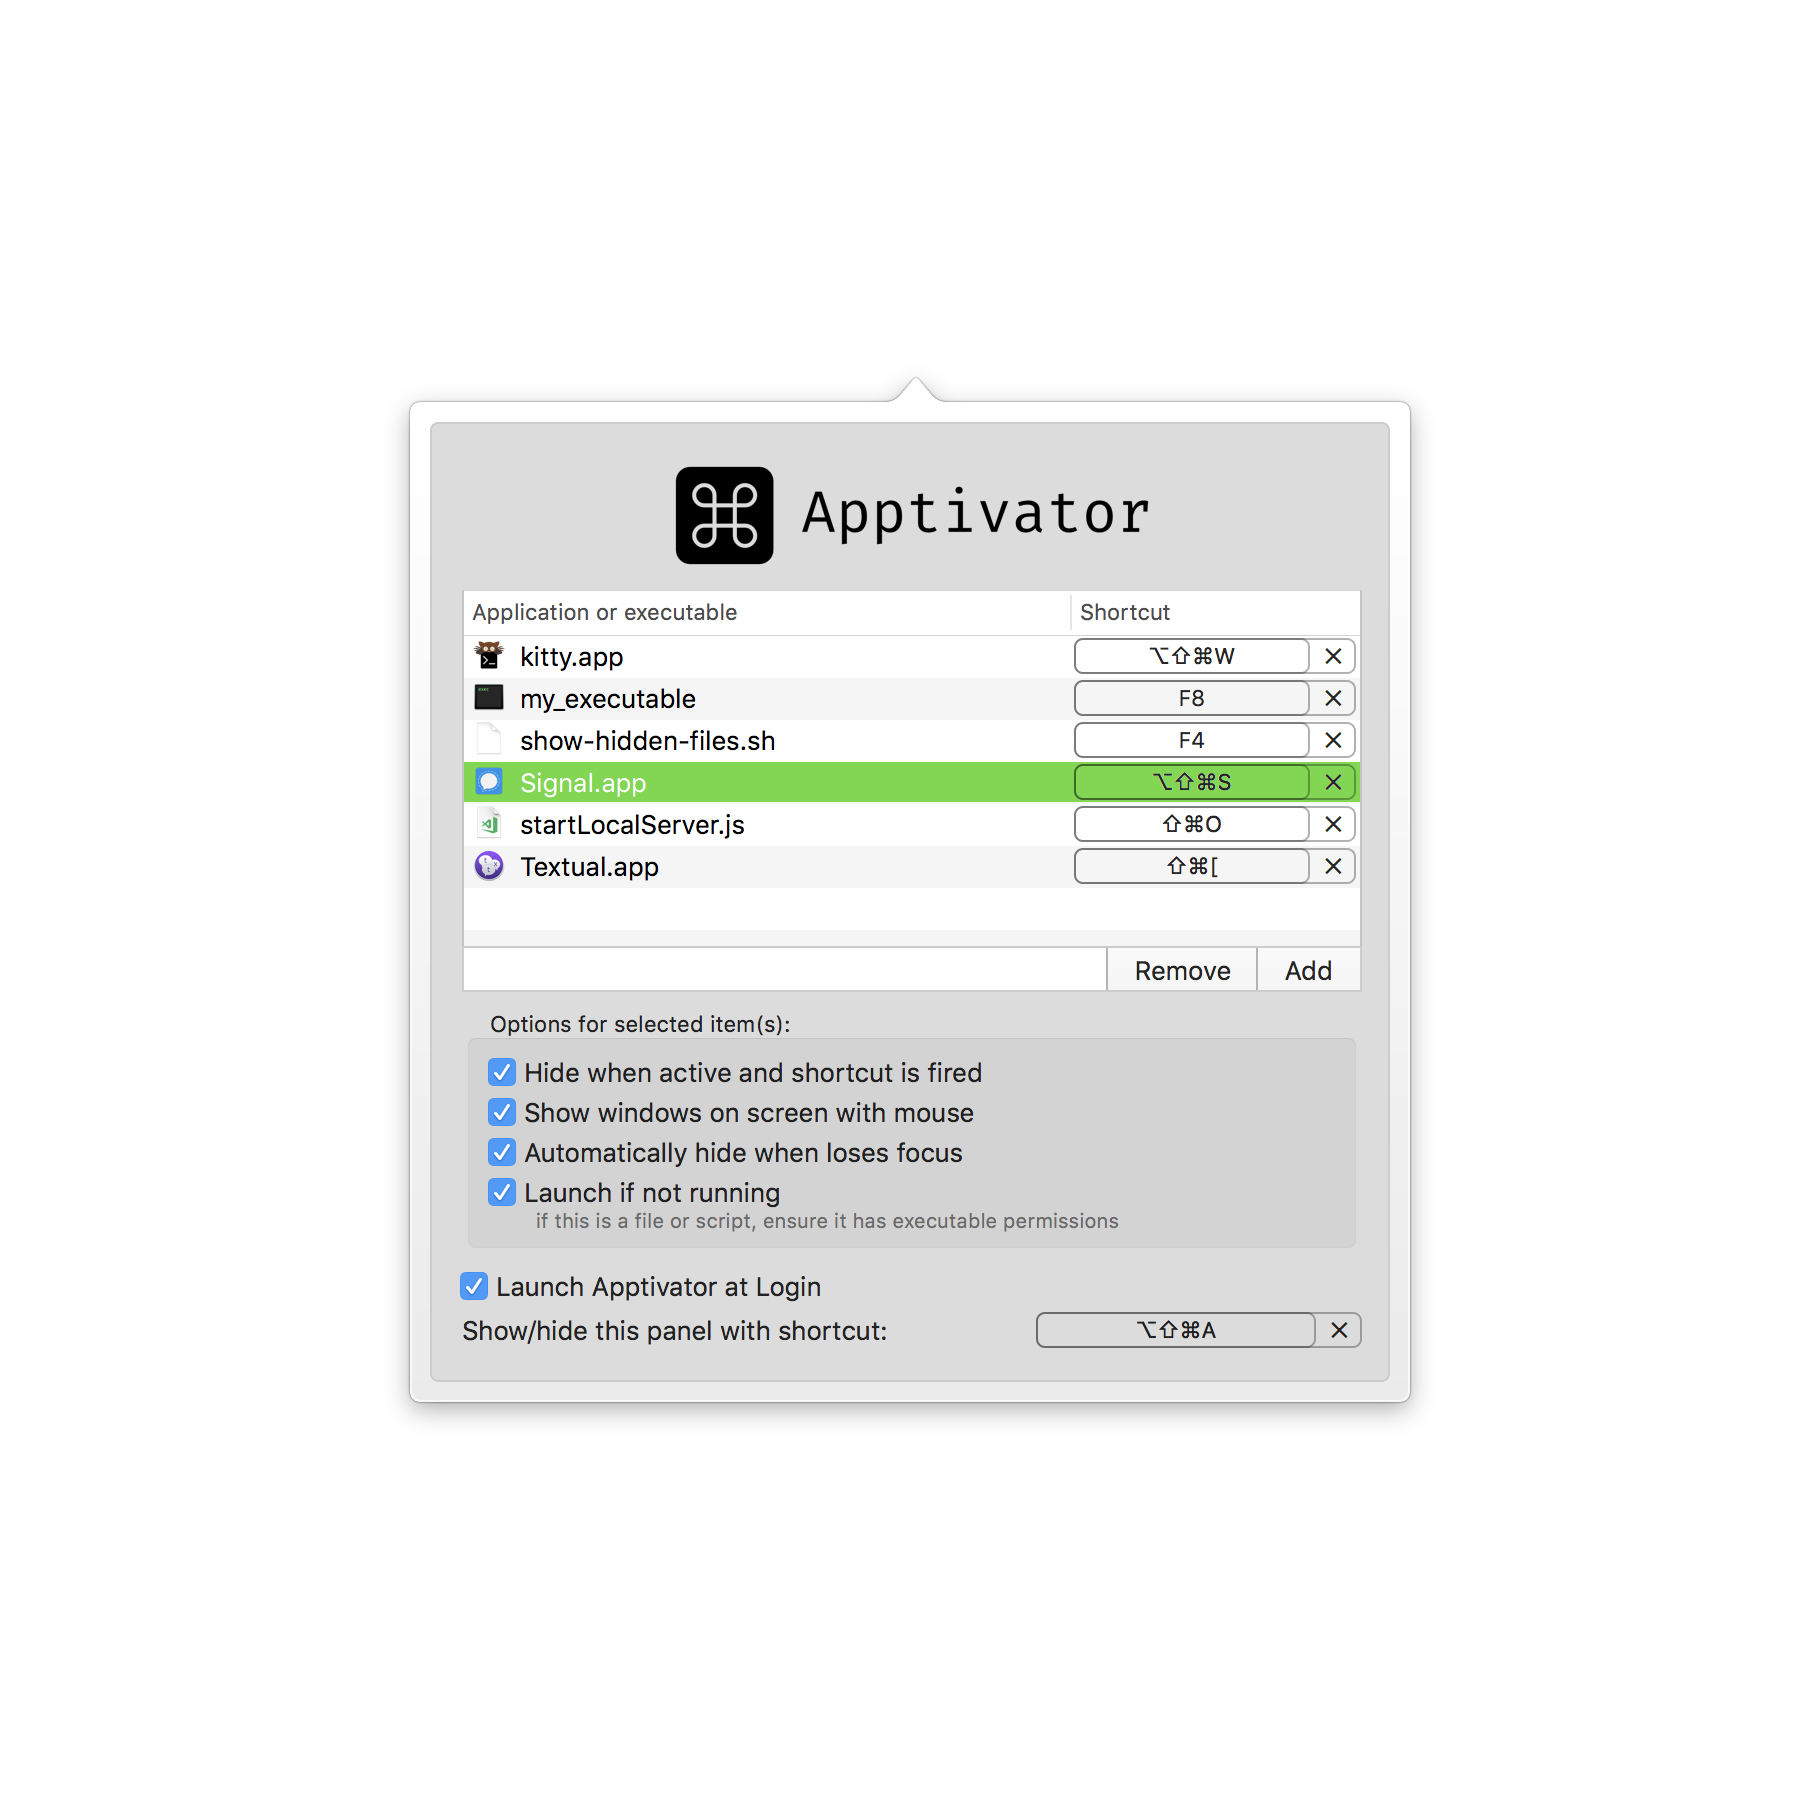 ⌘ Apptivator
Application or executable Shortcut
kitty.app ⌥⇧⌘W ✕
my_executable F8 ✕
show-hidden-files.sh F4 ✕
Signal.app ⌥⇧⌘S ✕
startLocalServer.js ⇧⌘O ✕
Textual.app ⇧⌘[ ✕
Remove Add
Options for selected item(s):
Hide when active and shortcut is fired
Show windows on screen with mouse
Automatically hide when loses focus
Launch if not running
if this is a file or script, ensure it has executable permissions
Launch Apptivator at Login
Show/hide this panel with shortcut: ⌥⇧⌘A ✕